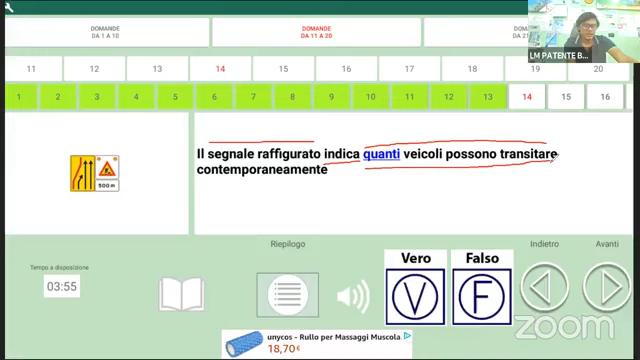 DOMANDE
DA 1 A 10
DOMANDE
DA 11 A 20
DA 21
LM PATENTE B...
11 12 13 14 15 16 17 18 19 20
1 2 3 4 5 6 7 8 9 10 11 12 13 14 15 16
Il segnale raffigurato indica quanti veicoli possono transitare
contemporaneamente
500 m
Riepilogo
Tempo a disposizione
03:55
Vero
Falso
V
F
Indietro
Avanti
zoom
unycos - Rullo per Massaggi Muscola...
18,70 €